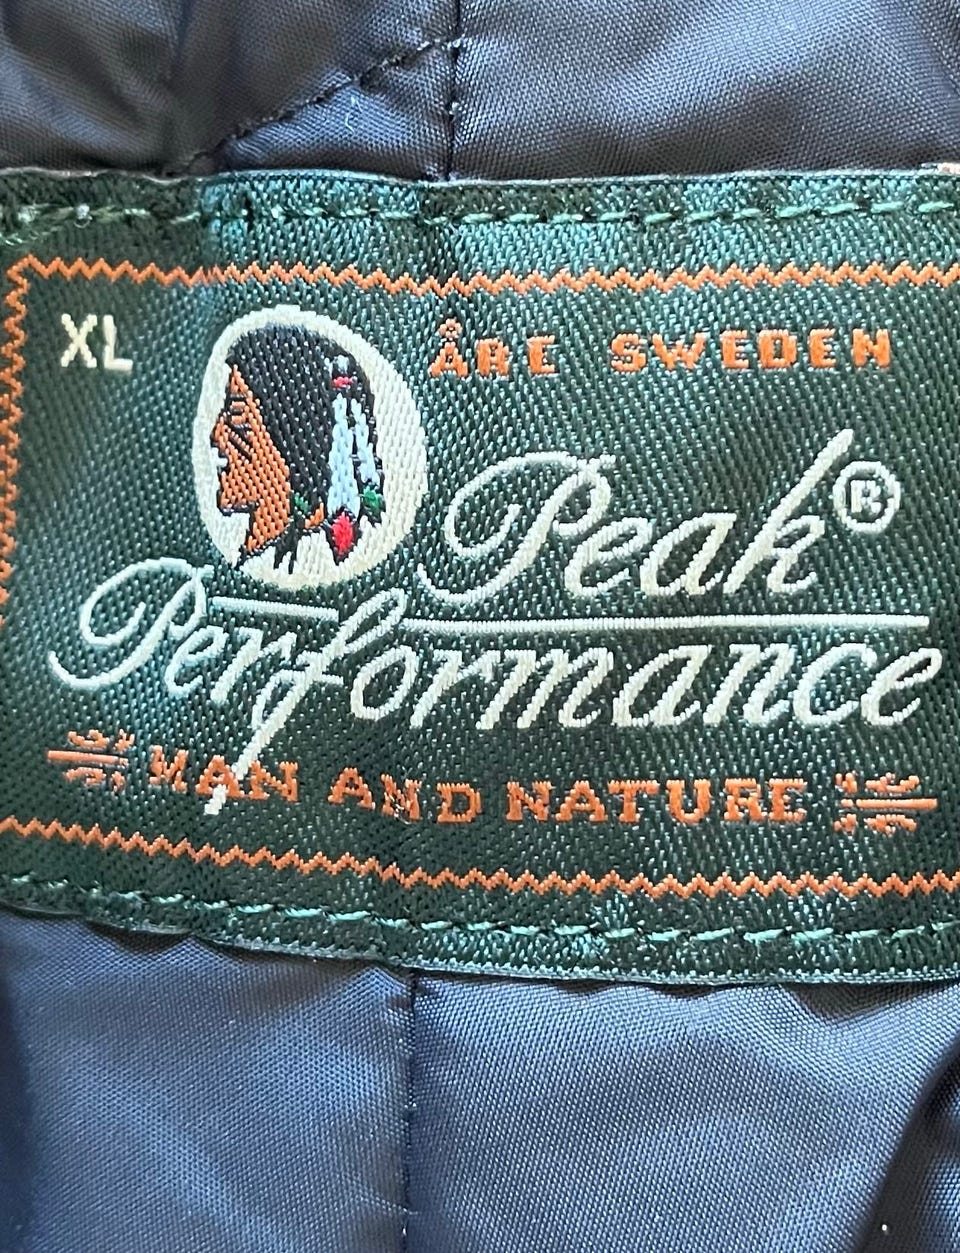 XL
ÅRE SWEDEN
Peak®
Performance
MAN AND NATURE